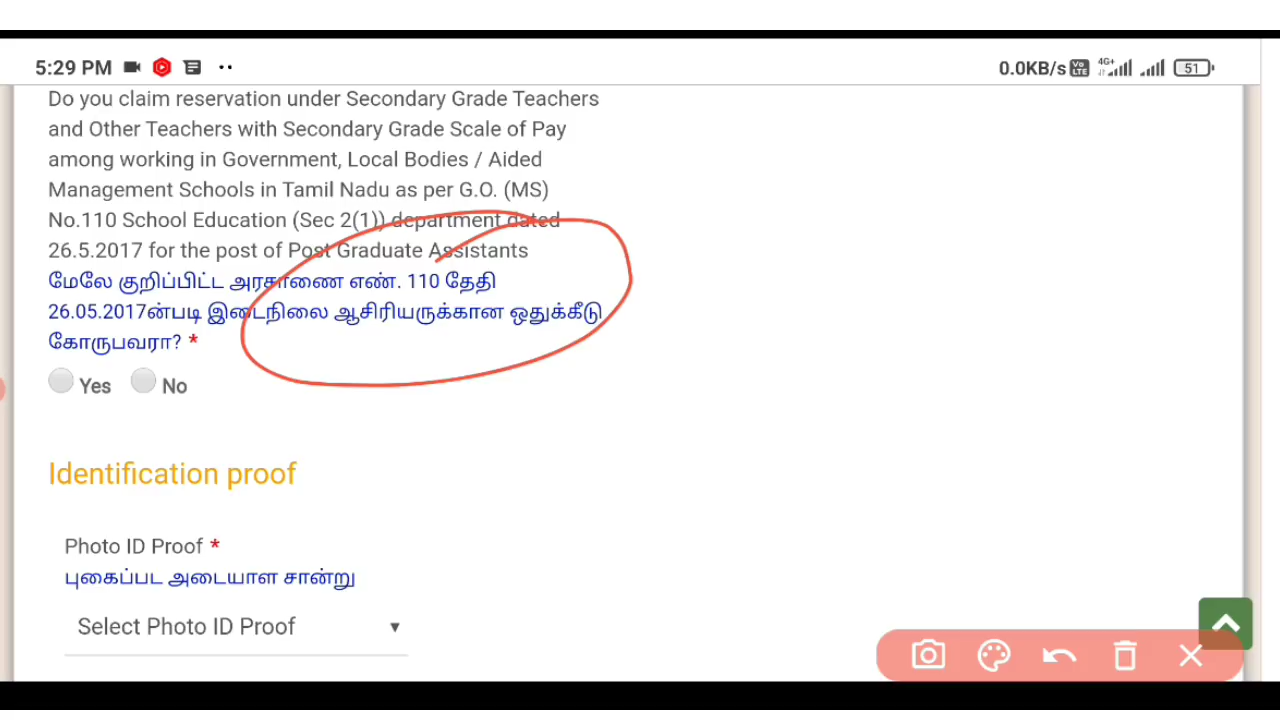 5:29 PM
0.0KB/s Vo LTE 4G+ 51
Do you claim reservation under Secondary Grade Teachers
and Other Teachers with Secondary Grade Scale of Pay
among working in Government, Local Bodies / Aided
Management Schools in Tamil Nadu as per G.O. (MS)
No.110 School Education (Sec 2(1)) department dated
26.5.2017 for the post of Post Graduate Assistants
மேலே குறிப்பிட்ட அரசாணை எண். 110 தேதி
26.05.2017ன்படி இடைநிலை ஆசிரியருக்கான ஒதுக்கீடு
கோருபவரா? *
Yes No
Identification proof
Photo ID Proof *
புகைப்பட அடையாள சான்று
Select Photo ID Proof